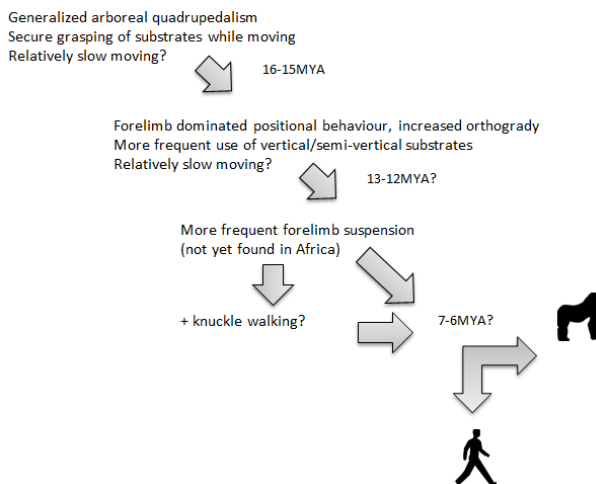 Generalized arboreal quadrupedalism
Secure grasping of substrates while moving
Relatively slow moving?
16-15MYA
Forelimb dominated positional behaviour, increased orthogrady
More frequent use of vertical/semi-vertical substrates
Relatively slow moving?
13-12MYA?
More frequent forelimb suspension
(not yet found in Africa)
+ knuckle walking?
7-6MYA?